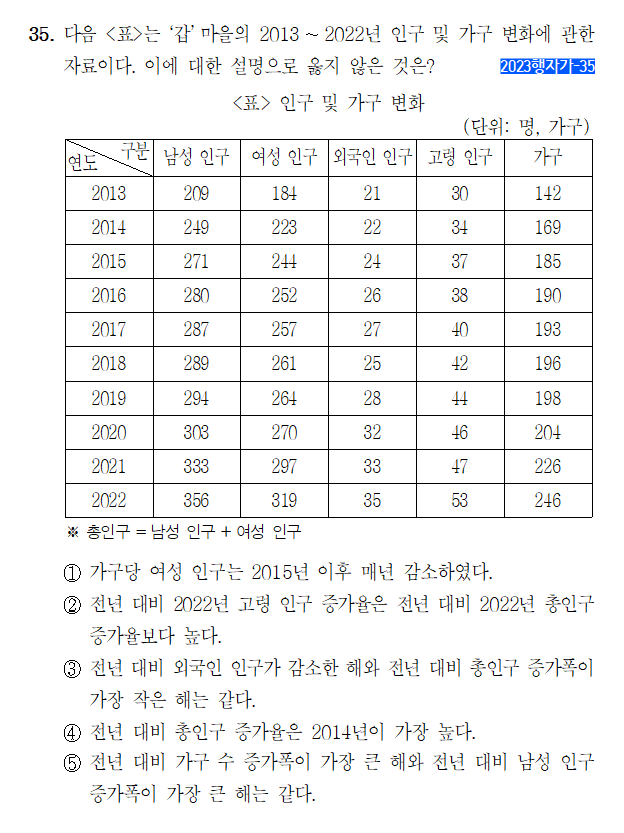 35. 다음 <표>는 ‘갑’ 마을의 2013 ~ 2022년 인구 및 가구 변화에 관한
자료이다. 이에 대한 설명으로 옳지 않은 것은? 2023행자가-35
<표> 인구 및 가구 변화
(단위: 명, 가구)
구분 연도 남성 인구 여성 인구 외국인 인구 고령 인구 가구
2013 209 184 21 30 142
2014 249 223 22 34 169
2015 271 244 24 37 185
2016 280 252 26 38 190
2017 287 257 27 40 193
2018 289 261 25 42 196
2019 294 264 28 44 198
2020 303 270 32 46 204
2021 333 297 33 47 226
2022 356 319 35 53 246
※ 총인구 = 남성 인구 + 여성 인구
① 가구당 여성 인구는 2015년 이후 매년 감소하였다.
② 전년 대비 2022년 고령 인구 증가율은 전년 대비 2022년 총인구
증가율보다 높다.
③ 전년 대비 외국인 인구가 감소한 해와 전년 대비 총인구 증가폭이
가장 작은 해는 같다.
④ 전년 대비 총인구 증가율은 2014년이 가장 높다.
⑤ 전년 대비 가구 수 증가폭이 가장 큰 해와 전년 대비 남성 인구
증가폭이 가장 큰 해는 같다.